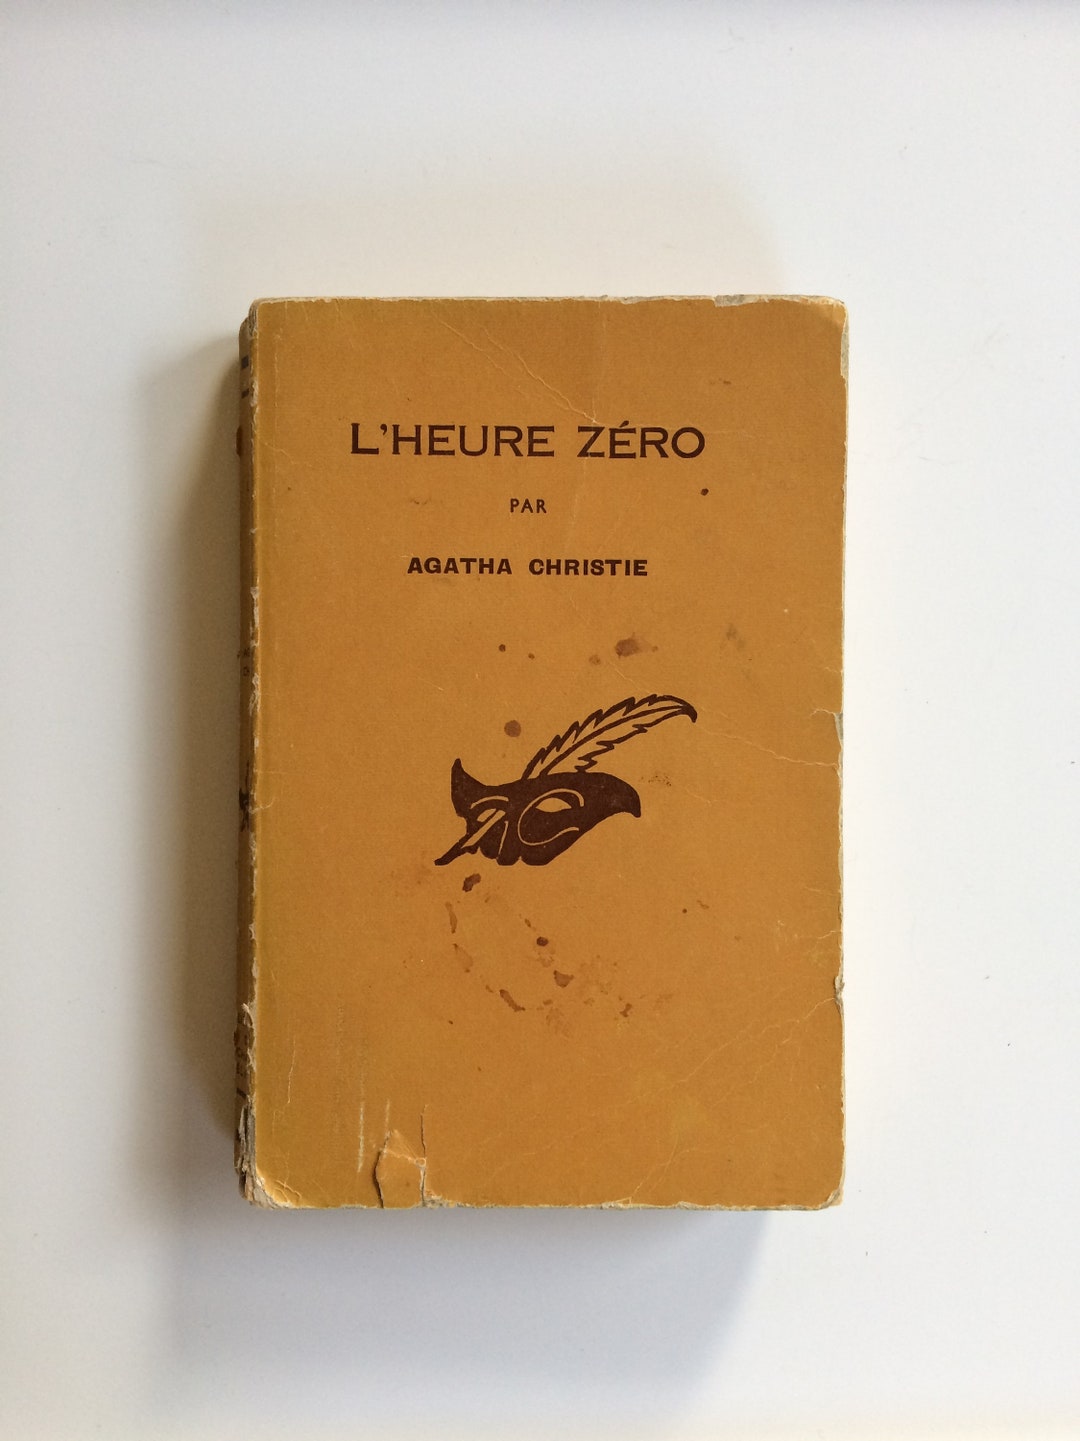 L'HEURE ZÉRO
PAR
AGATHA CHRISTIE